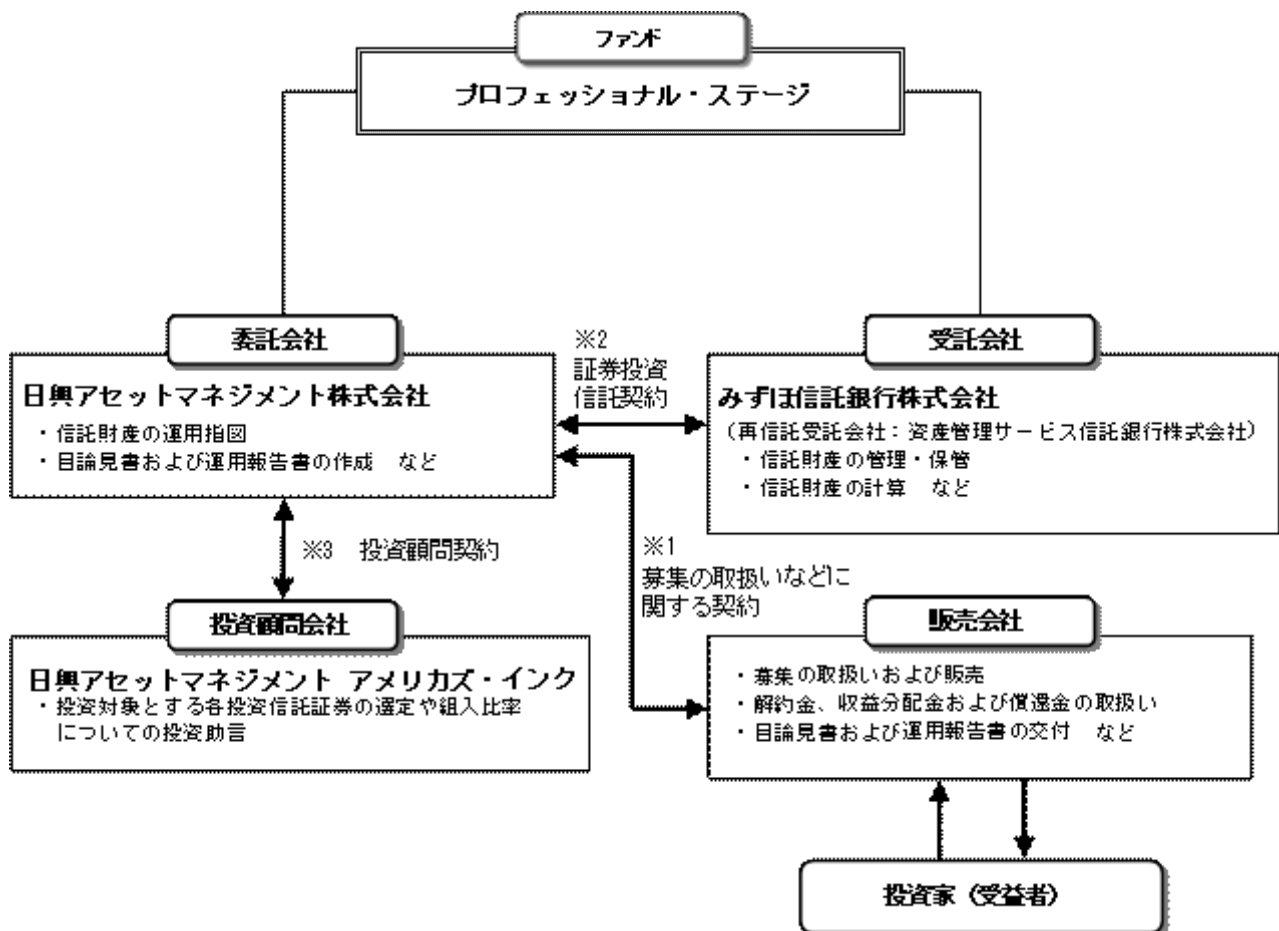 ファンド
プロフェッショナル・ステージ
委託会社
日興アセットマネジメント株式会社
・信託財産の運用指図
・目論見書および運用報告書の作成 など
※2
証券投資
信託契約
受託会社
みずほ信託銀行株式会社
（再信託受託会社：資産管理サービス信託銀行株式会社）
・信託財産の管理・保管
・信託財産の計算 など
※3 投資顧問契約
※1
募集の取扱いなどに
関する契約
投資顧問会社
日興アセットマネジメント アメリカズ・インク
・投資対象とする各投資信託証券の選定や組入比率
についての投資助言
販売会社
・募集の取扱いおよび販売
・解約金、収益分配金および償還金の取扱い
・目論見書および運用報告書の交付 など
投資家（受益者）